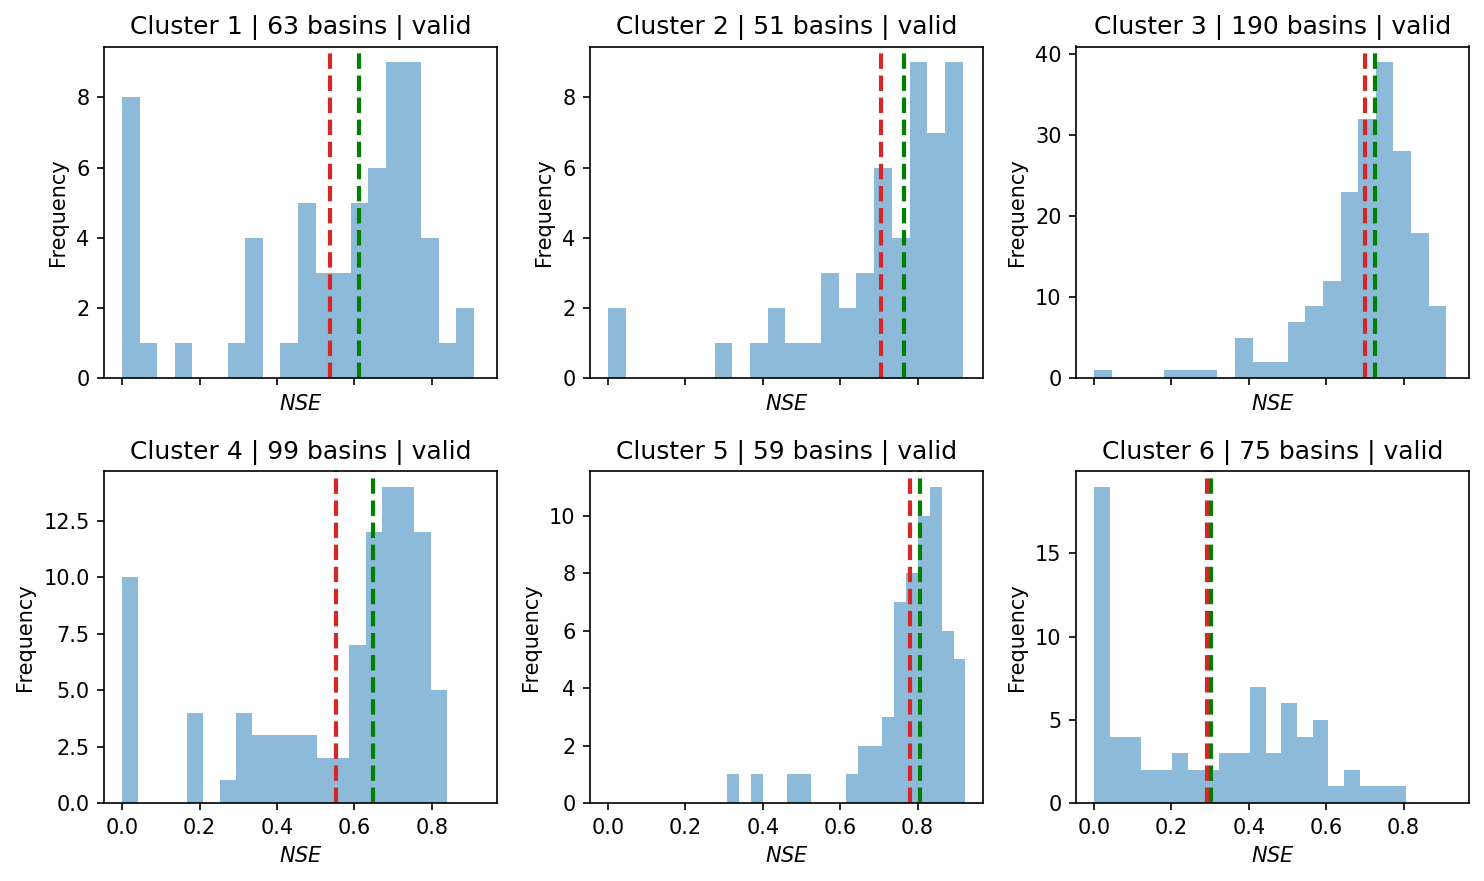 Cluster 1 | 63 basins | valid
Frequency
8
6
4
2
0
NSE
Cluster 2 | 51 basins | valid
Frequency
8
6
4
2
0
NSE
Cluster 3 | 190 basins | valid
Frequency
40
30
20
10
0
NSE
Cluster 4 | 99 basins | valid
Frequency
12.5
10.0
7.5
5.0
2.5
0.0
0.0 0.2 0.4 0.6 0.8
NSE
Cluster 5 | 59 basins | valid
Frequency
10
8
6
4
2
0
0.0 0.2 0.4 0.6 0.8
NSE
Cluster 6 | 75 basins | valid
Frequency
15
10
5
0
0.0 0.2 0.4 0.6 0.8
NSE